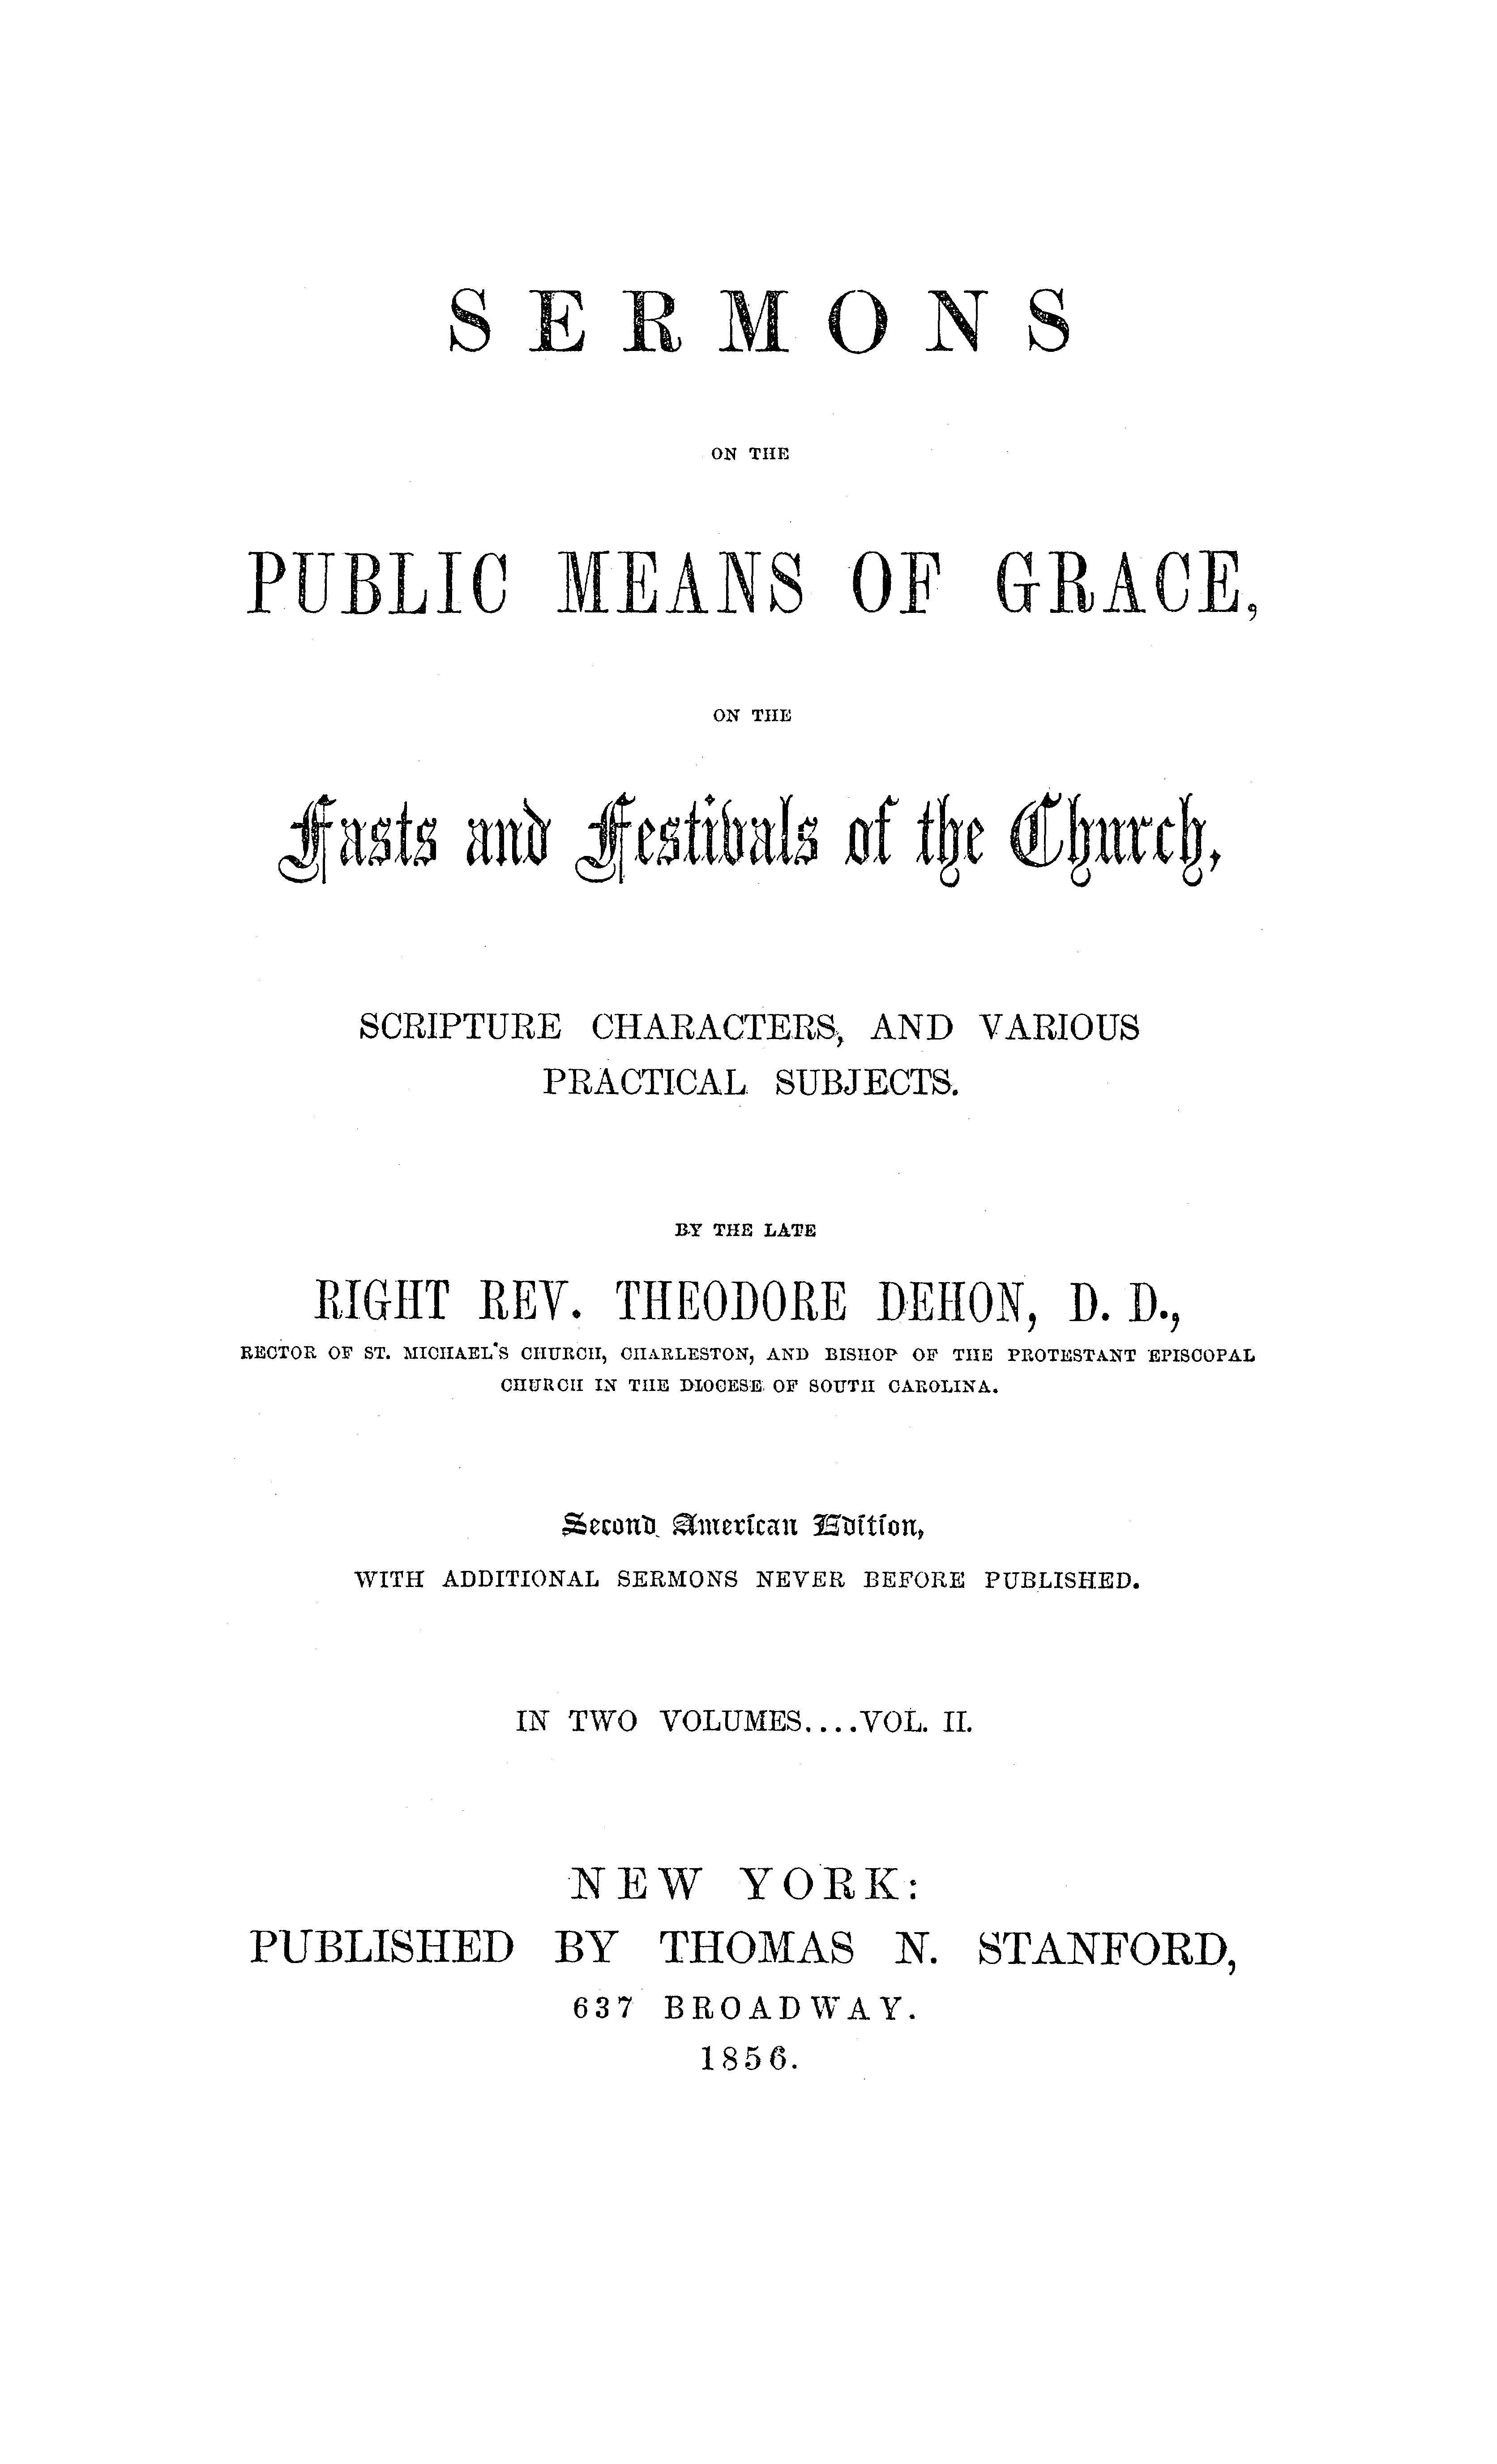 SERMONS
ON THE
PUBLIC MEANS OF GRACE,
ON THE
Fasts and Festivals of the Church,
SCRIPTURE CHARACTERS, AND VARIOUS
PRACTICAL SUBJECTS.
BY THE LATE
RIGHT REV. THEODORE DEHON, D. D.,
RECTOR OF ST. MICHAEL'S CHURCH, CHARLESTON, AND BISHOP OF THE PROTESTANT EPISCOPAL
CHURCH IN THE DIOCESE OF SOUTH CAROLINA.
Second American Edition,
WITH ADDITIONAL SERMONS NEVER BEFORE PUBLISHED.
IN TWO VOLUMES....VOL. II.
NEW YORK:
PUBLISHED BY THOMAS N. STANFORD,
637 BROADWAY.
1856.